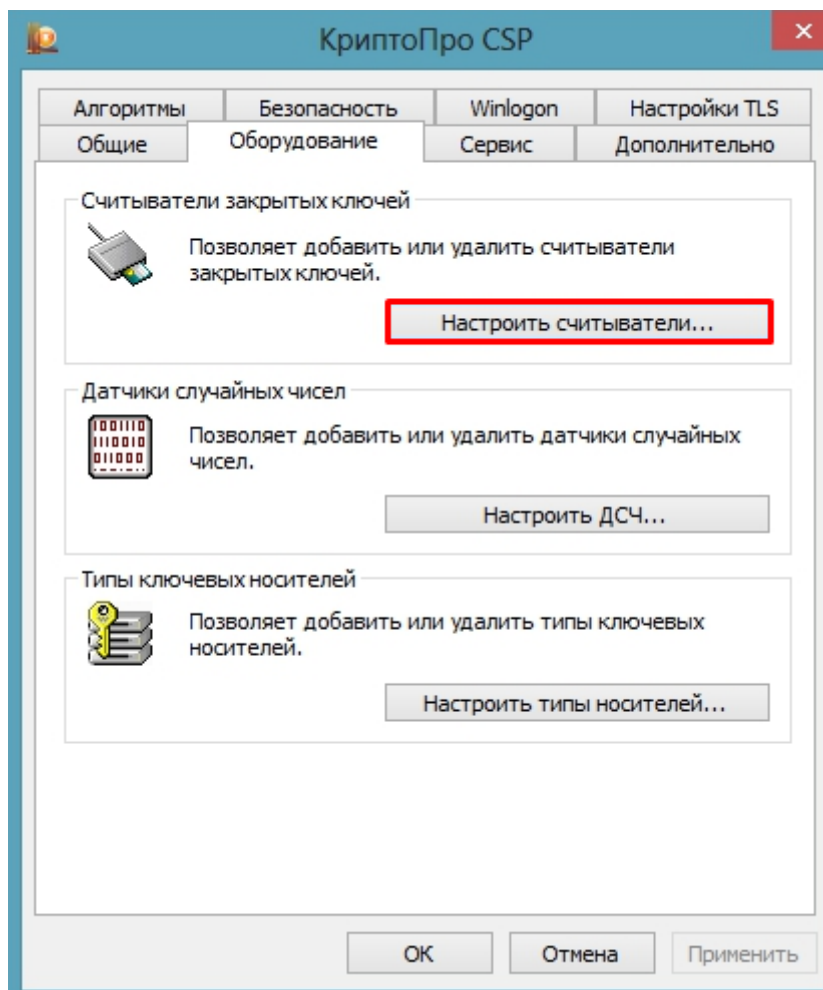 КриптоПро CSP
Алгоритмы
Безопасность
Winlogon
Настройки TLS
Общие
Оборудование
Сервис
Дополнительно
Считыватели закрытых ключей
Позволяет добавить или удалить считыватели
закрытых ключей.
Настроить считыватели...
Датчики случайных чисел
Позволяет добавить или удалить датчики случайных
чисел.
Настроить ДСЧ...
Типы ключевых носителей
Позволяет добавить или удалить типы ключевых
носителей.
Настроить типы носителей...
ОК
Отмена
Применить